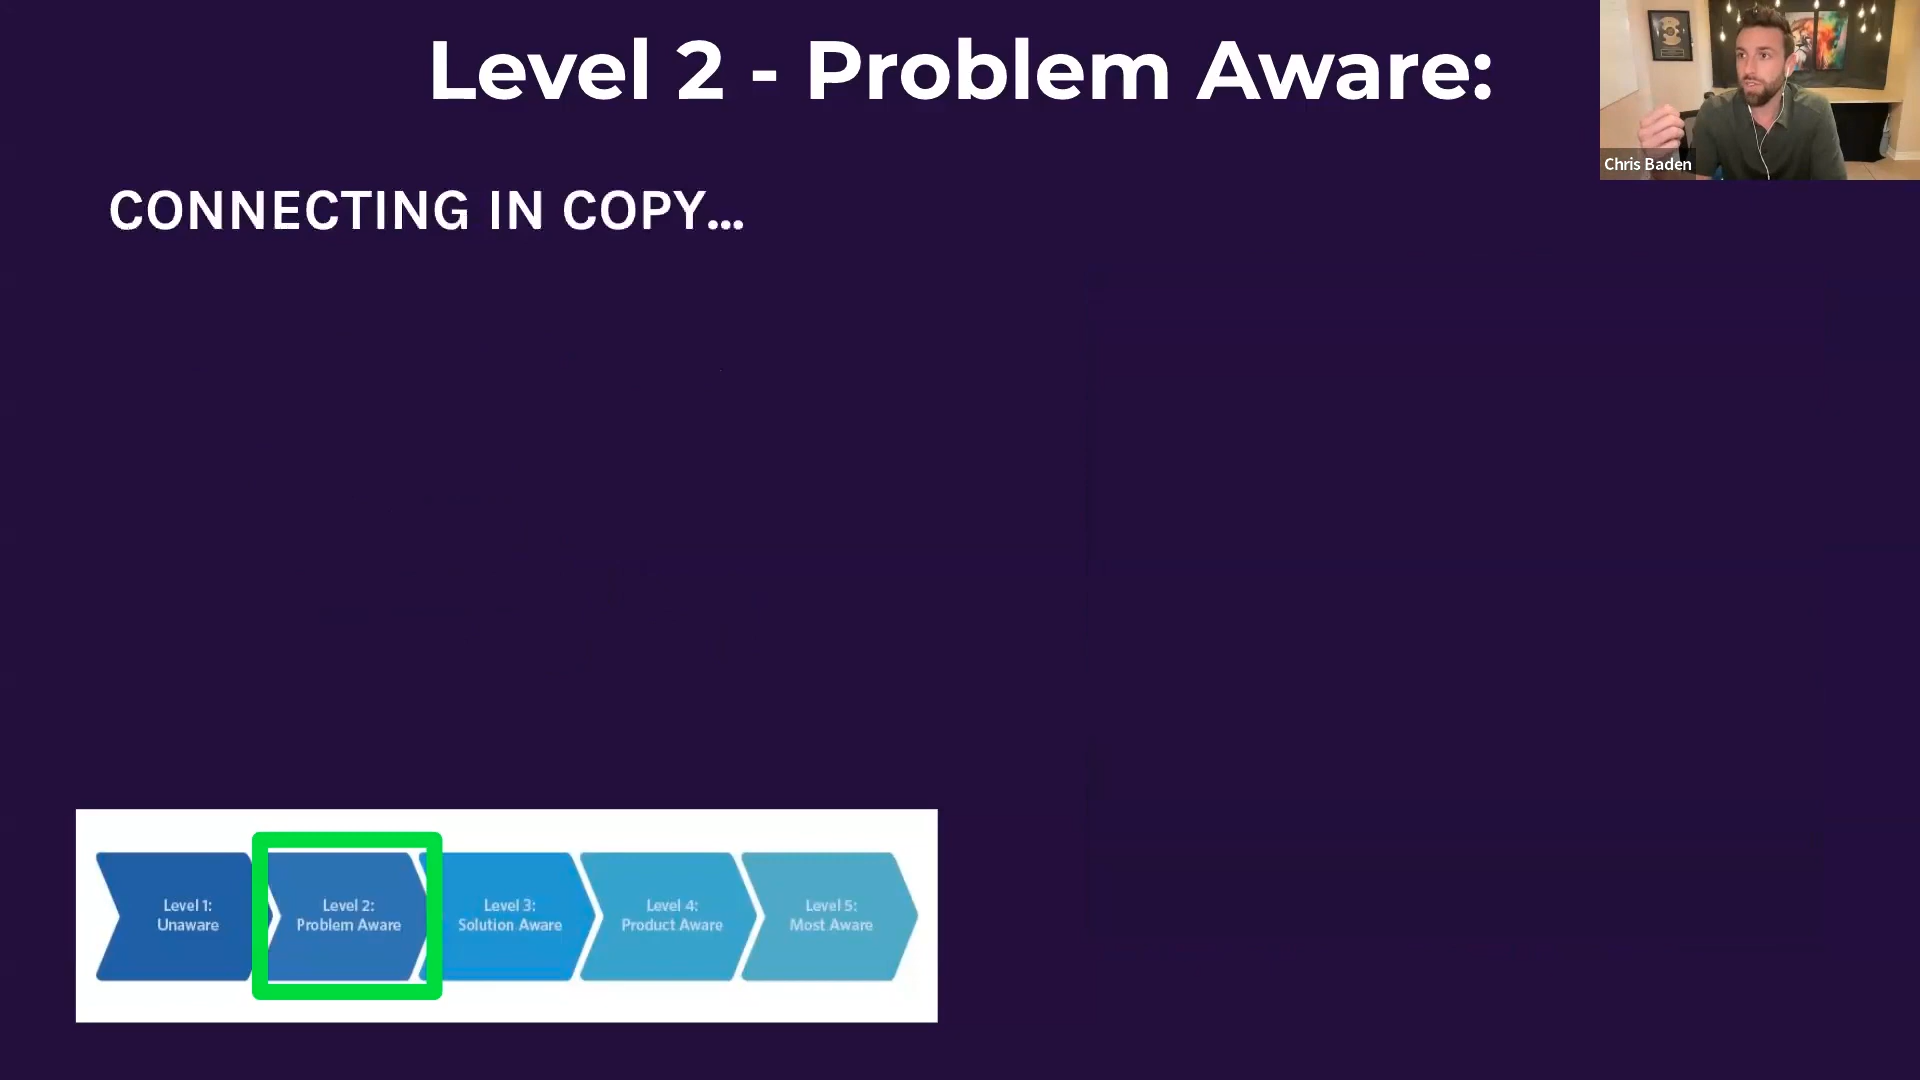 Level 2 - Problem Aware:
Chris Baden
CONNECTING IN COPY...
Level 1:
Unaware
Level 2:
Problem Aware
Level 3:
Solution Aware
Level 4:
Product Aware
Level 5:
Most Aware